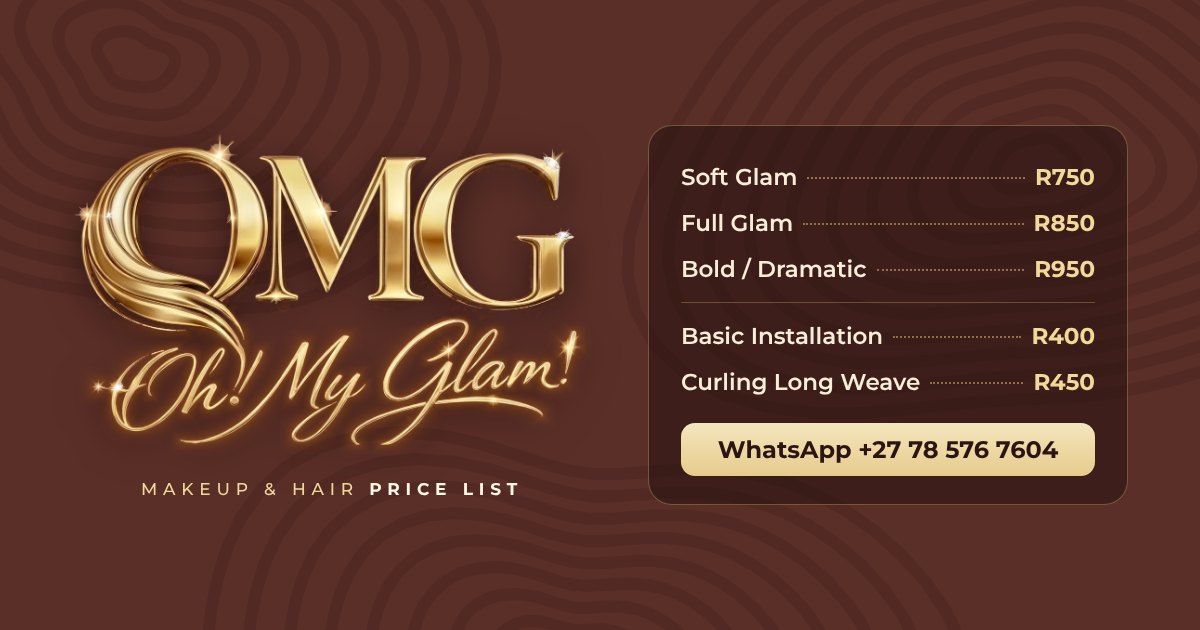 OMG
Oh! My Glam!
MAKEUP & HAIR PRICE LIST
Soft Glam R750
Full Glam R850
Bold / Dramatic R950
Basic Installation R400
Curling Long Weave R450
WhatsApp +27 78 576 7604